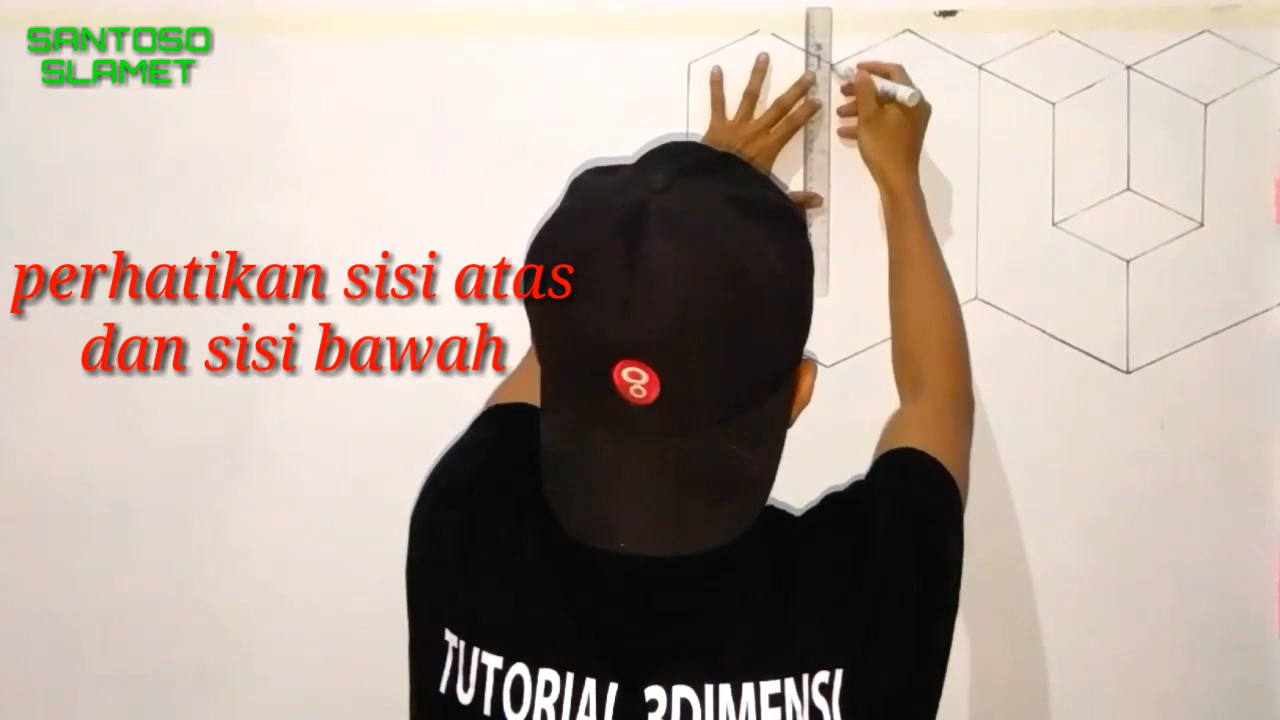 SANTOSO
SLAMET
perhatikan sisi atas
dan sisi bawah
TUTORIAL 3DIMENSI